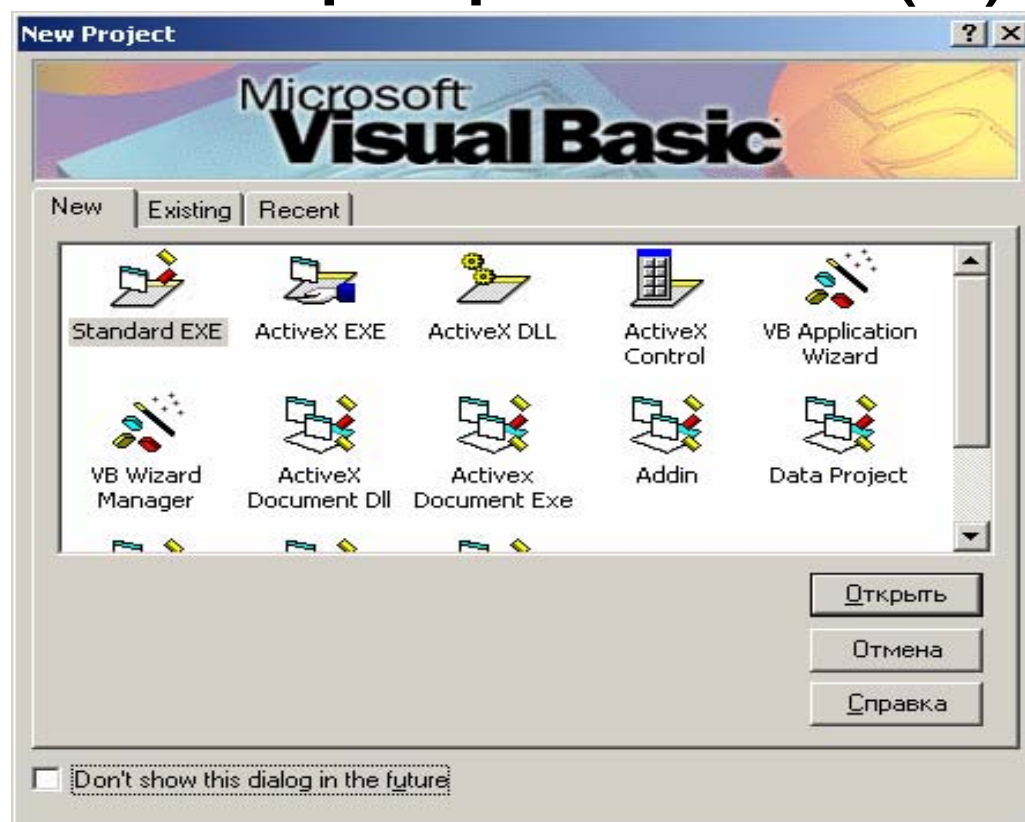 New Project
Microsoft
Visual Basic
New Existing Recent
Standard EXE ActiveX EXE ActiveX DLL ActiveX Control VB Application Wizard
VB Wizard Manager ActiveX Document Dll Activex Document Exe Addin Data Project
Открыть
Отмена
Справка
Don't show this dialog in the future